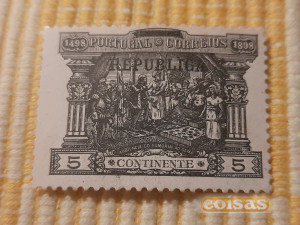 1498 PORTUGAL CORREIOS 1898
REPUBLICA
5 CONTINENTE 5
coisas